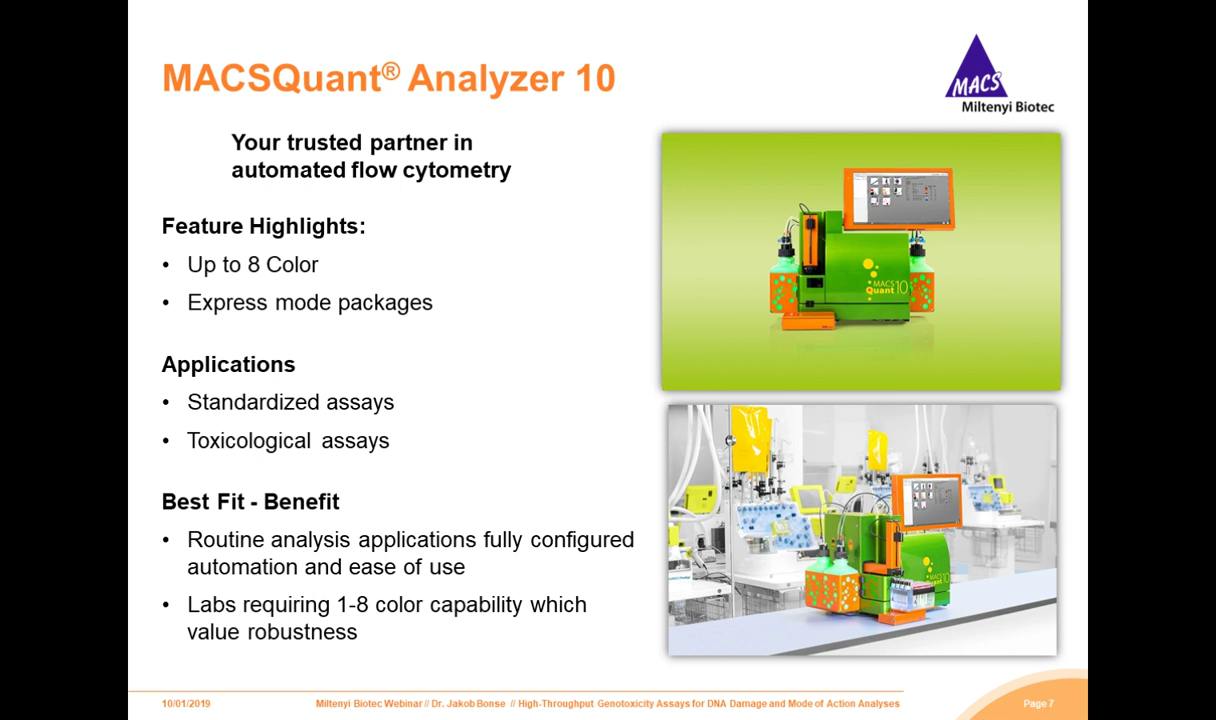 MACSQuant® Analyzer 10
MACS
Miltenyi Biotec
Your trusted partner in
automated flow cytometry
Feature Highlights:
• Up to 8 Color
• Express mode packages
Applications
• Standardized assays
• Toxicological assays
Best Fit - Benefit
• Routine analysis applications fully configured
automation and ease of use
• Labs requiring 1-8 color capability which
value robustness
MACS
Quant10
MACS
Quant10
10/01/2019
Miltenyi Biotec Webinar // Dr. Jakob Bonse // High-Throughput Genotoxicity Assays for DNA Damage and Mode of Action Analyses
Page 7